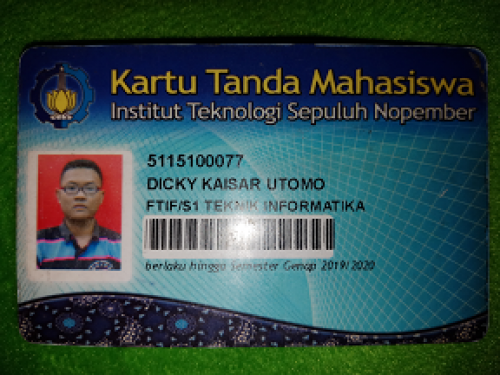 Kartu Tanda Mahasiswa
Institut Teknologi Sepuluh Nopember
5115100077
DICKY KAISAR UTOMO
FTIF/S1 TEKNIK INFORMATIKA
berlaku hingga Semester Genap 2019/2020